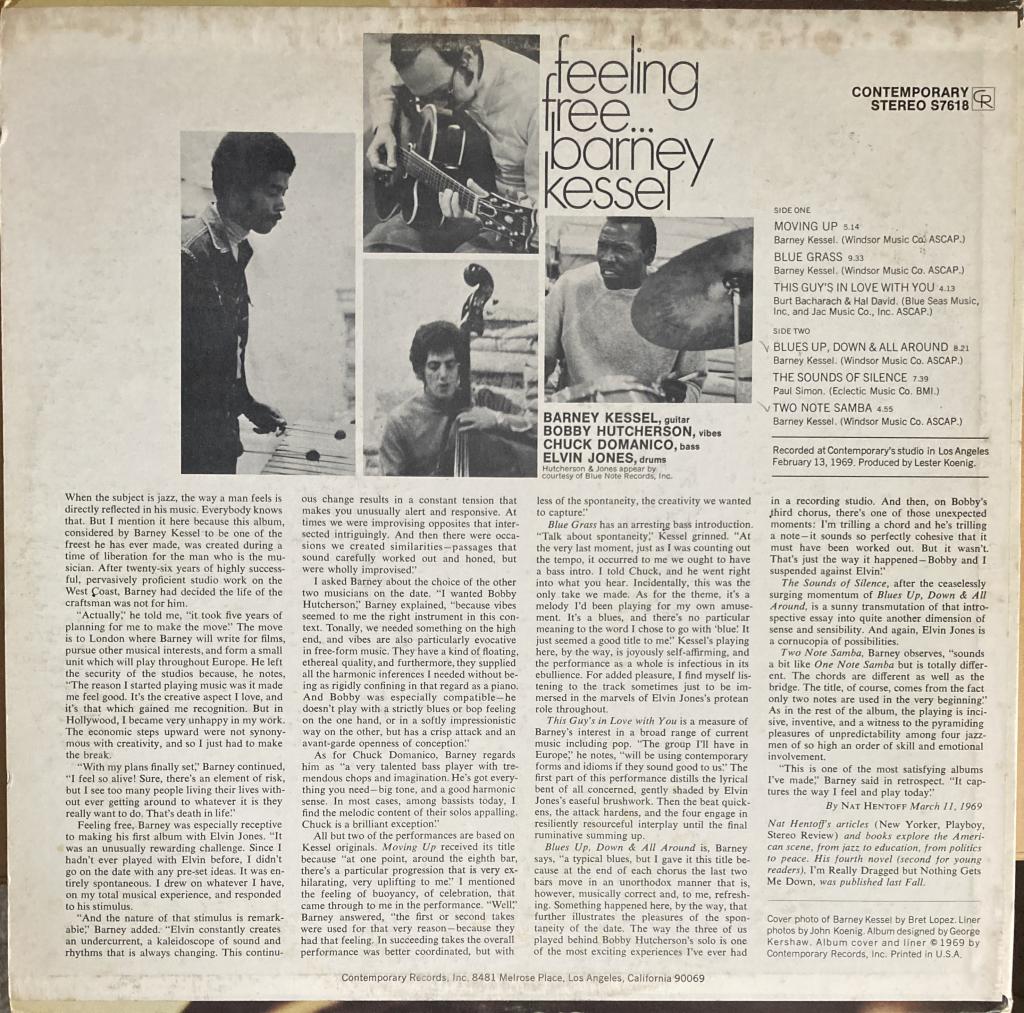 feeling
free...
barney
kessel
CONTEMPORARY CR
STEREO S7618
SIDE ONE
MOVING UP 5.14
Barney Kessel. (Windsor Music Co. ASCAP.)
BLUE GRASS 9.33
Barney Kessel. (Windsor Music Co. ASCAP.)
THIS GUY'S IN LOVE WITH YOU 4.13
Burt Bacharach & Hal David. (Blue Seas Music,
Inc. and Jac Music Co., Inc. ASCAP.)
SIDE TWO
BLUES UP, DOWN & ALL AROUND 8.21
Barney Kessel. (Windsor Music Co. ASCAP.)
THE SOUNDS OF SILENCE 7.39
Paul Simon. (Eclectic Music Co. BMI.)
TWO NOTE SAMBA 4.55
Barney Kessel. (Windsor Music Co. ASCAP.)
Recorded at Contemporary's studio in Los Angeles
February 13, 1969. Produced by Lester Koenig.
BARNEY KESSEL, guitar
BOBBY HUTCHERSON, vibes
CHUCK DOMANICO, bass
ELVIN JONES, drums
Hutcherson & Jones appear by
courtesy of Blue Note Records, Inc.
When the subject is jazz, the way a man feels is
directly reflected in his music. Everybody knows
that. But I mention it here because this album,
considered by Barney Kessel to be one of the
freest he has ever made, was created during a
time of liberation for the man who is the mu-
sician. After twenty-six years of highly success-
ful, pervasively proficient studio work on the
West Coast, Barney had decided the life of the
craftsman was not for him.
"Actually," he told me, "it took five years of
planning for me to make the move." The move
is to London where Barney will write for films,
pursue other musical interests, and form a small
unit which will play throughout Europe. He left
the security of the studios because, he notes,
"The reason I started playing music was it made
me feel good. It's the creative aspect I love, and
it's that which gained me recognition. But in
Hollywood, I became very unhappy in my work.
The economic steps upward were not synony-
mous with creativity, and so I just had to make
the break.
"With my plans finally set," Barney continued,
"I feel so alive! Sure, there's an element of risk,
but I see too many people living their lives with-
out ever getting around to whatever it is they
really want to do. That's death in life."
Feeling free, Barney was especially receptive
to making his first album with Elvin Jones. "It
was an unusually rewarding challenge. Since I
hadn't ever played with Elvin before, I didn't
go on the date with any pre-set ideas. It was en-
tirely spontaneous. I drew on whatever I have,
on my total musical experience, and responded
to his stimulus.
"And the nature of that stimulus is remark-
able," Barney added. "Elvin constantly creates
an undercurrent, a kaleidoscope of sound and
rhythms that is always changing. This continu-
ous change results in a constant tension that
makes you unusually alert and responsive. At
times we were improvising opposites that inter-
sected intriguingly. And then there were occa-
sions we created similarities—passages that
sound carefully worked out and honed, but
were wholly improvised."
I asked Barney about the choice of the other
two musicians on the date. "I wanted Bobby
Hutcherson," Barney explained, "because vibes
seemed to me the right instrument in this con-
text. Tonally, we needed something on the high
end, and vibes are also particularly evocative
in free-form music. They have a kind of floating,
ethereal quality, and furthermore, they supplied
all the harmonic inferences I needed without be-
ing as rigidly confining in that regard as a piano.
And Bobby was especially compatible—he
doesn't play with a strictly blues or bop feeling
on the one hand, or in a softly impressionistic
way on the other, but has a crisp attack and an
avant-garde openness of conception."
As for Chuck Domanico, Barney regards
him as "a very talented bass player with tre-
mendous chops and imagination. He's got every-
thing you need—big tone, and a good harmonic
sense. In most cases, among bassists today, I
find the melodic content of their solos appalling.
Chuck is a brilliant exception."
All but two of the performances are based on
Kessel originals. Moving Up received its title
because "at one point, around the eighth bar,
there's a particular progression that is very ex-
hilarating, very uplifting to me." I mentioned
the feeling of buoyancy, of celebration, that
came through to me in the performance. "Well,"
Barney answered, "the first or second takes
were used for that very reason—because they
had that feeling. In succeeding takes the overall
performance was better coordinated, but with
less of the spontaneity, the creativity we wanted
to capture."
Blue Grass has an arresting bass introduction.
"Talk about spontaneity," Kessel grinned. "At
the very last moment, just as I was counting out
the tempo, it occurred to me we ought to have
a bass intro. I told Chuck, and he went right
into what you hear. Incidentally, this was the
only take we made. As for the theme, it's a
melody I'd been playing for my own amuse-
ment. It's a blues, and there's no particular
meaning to the word I chose to go with 'blue.' It
just seemed a good title to me." Kessel's playing
here, by the way, is joyously self-affirming, and
the performance as a whole is infectious in its
ebullience. For added pleasure, I find myself lis-
tening to the track sometimes just to be im-
mersed in the marvels of Elvin Jones's protean
role throughout.
This Guy's in Love with You is a measure of
Barney's interest in a broad range of current
music including pop. "The group I'll have in
Europe," he notes, "will be using contemporary
forms and idioms if they sound good to us." The
first part of this performance distills the lyrical
bent of all concerned, gently shaded by Elvin
Jones's easeful brushwork. Then the beat quick-
ens, the attack hardens, and the four engage in
resiliently resourceful interplay until the final
ruminative summing up.
Blues Up, Down & All Around is, Barney
says, "a typical blues, but I gave it this title be-
cause at the end of each chorus the last two
bars move in an unorthodox manner that is,
however, musically correct and, to me, refresh-
ing. Something happened here, by the way, that
further illustrates the pleasures of the spon-
taneity of the date. The way the three of us
played behind Bobby Hutcherson's solo is one
of the most exciting experiences I've ever had
in a recording studio. And then, on Bobby's
third chorus, there's one of those unexpected
moments: I'm trilling a chord and he's trilling
a note—it sounds so perfectly cohesive that it
must have been worked out. But it wasn't.
That's just the way it happened—Bobby and I
suspended against Elvin."
The Sounds of Silence, after the ceaselessly
surging momentum of Blues Up, Down & All
Around, is a sunny transmutation of that intro-
spective essay into quite another dimension of
sense and sensibility. And again, Elvin Jones is
a cornucopia of possibilities.
Two Note Samba, Barney observes, "sounds
a bit like One Note Samba but is totally differ-
ent. The chords are different as well as the
bridge. The title, of course, comes from the fact
only two notes are used in the very beginning."
As in the rest of the album, the playing is inci-
sive, inventive, and a witness to the pyramiding
pleasures of unpredictability among four jazz-
men of so high an order of skill and emotional
involvement.
"This is one of the most satisfying albums
I've made," Barney said in retrospect. "It cap-
tures the way I feel and play today."
By NAT HENTOFF March 11, 1969
Nat Hentoff's articles (New Yorker, Playboy,
Stereo Review) and books explore the Ameri-
can scene, from jazz to education, from politics
to peace. His fourth novel (second for young
readers), I'm Really Dragged but Nothing Gets
Me Down, was published last Fall.
Cover photo of Barney Kessel by Bret Lopez. Liner
photos by John Koenig. Album designed by George
Kershaw. Album cover and liner © 1969 by
Contemporary Records, Inc. Printed in U.S.A.
Contemporary Records, Inc. 8481 Melrose Place, Los Angeles, California 90069